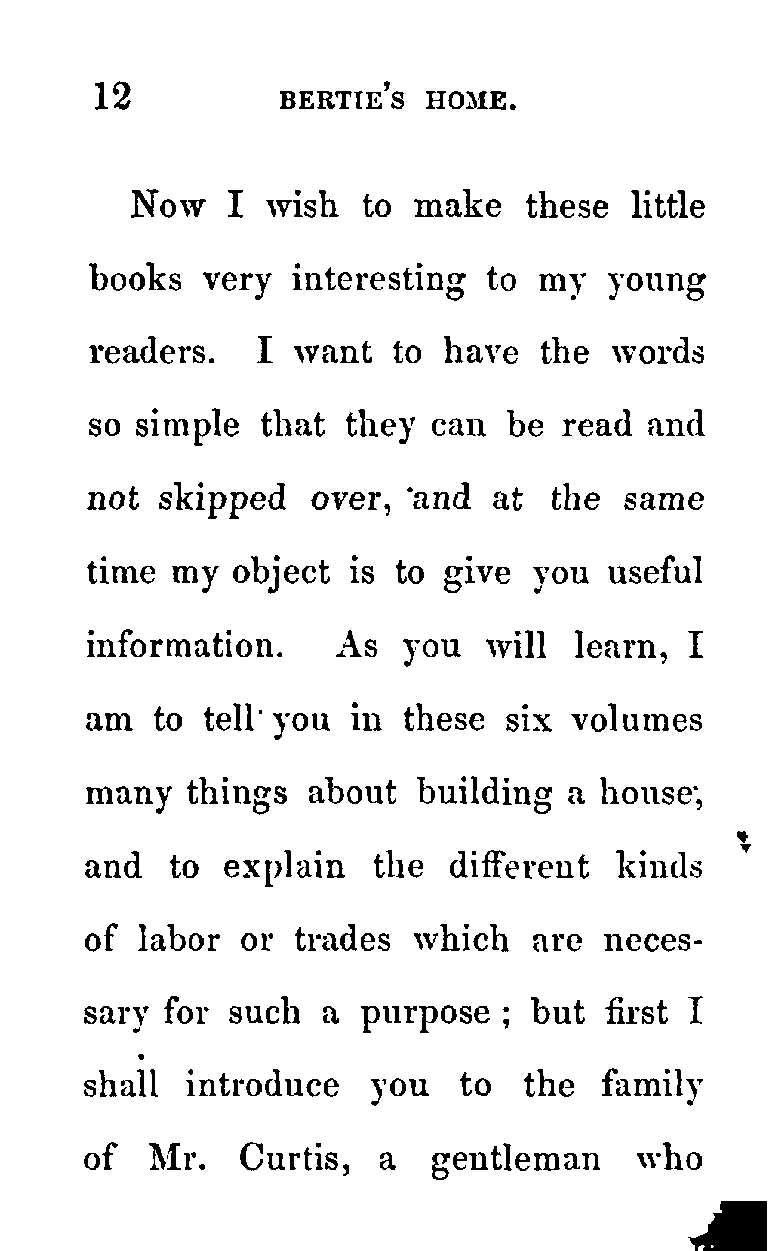 12 BERTIE'S HOME.
Now I wish to make these little
books very interesting to my young
readers. I want to have the words
so simple that they can be read and
not skipped over, and at the same
time my object is to give you useful
information. As you will learn, I
am to tell you in these six volumes
many things about building a house,
and to explain the different kinds
of labor or trades which are neces-
sary for such a purpose ; but first I
shall introduce you to the family
of Mr. Curtis, a gentleman who